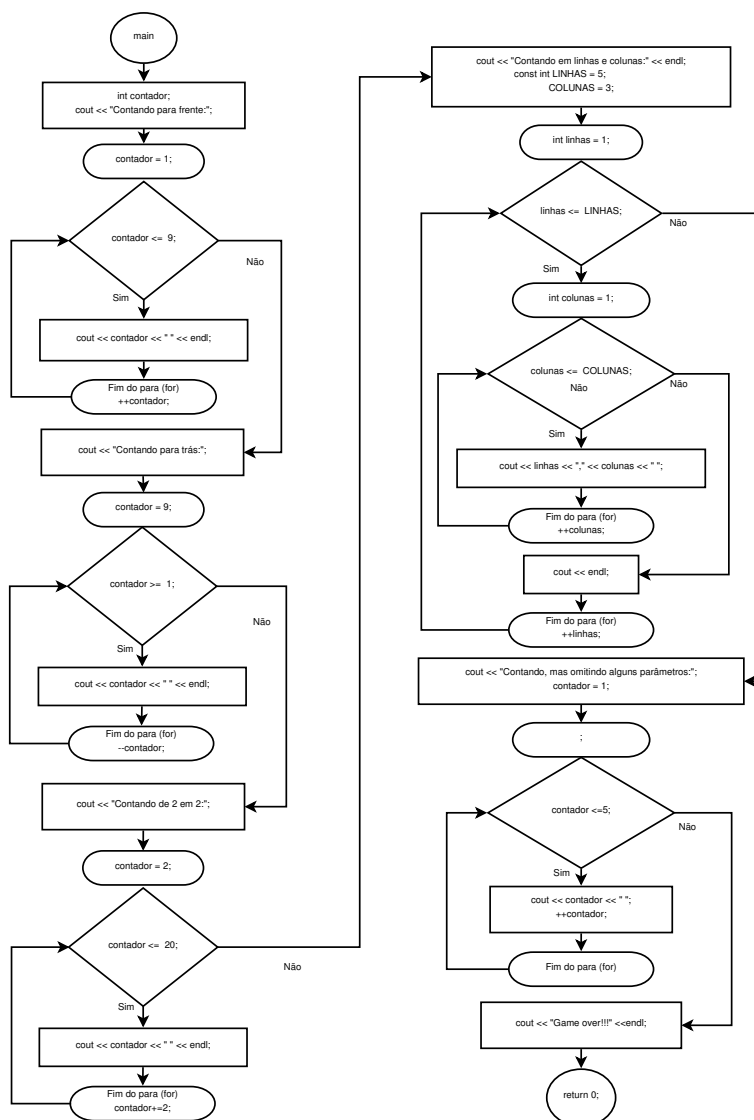 main
int contador;
cout << "Contando para frente:";
contador = 1;
contador <= 9;
Não
Sim
cout << contador << " " << endl;
Fim do para (for)
++contador;
cout << "Contando para trás:";
contador = 9;
contador >= 1;
Não
Sim
cout << contador << " " << endl;
Fim do para (for)
--contador;
cout << "Contando de 2 em 2:";
contador = 2;
contador <= 20;
Não
Sim
cout << contador << " " << endl;
Fim do para (for)
contador+=2;
cout << "Contando em linhas e colunas:" << endl;
const int LINHAS = 5;
COLUNAS = 3;
int linhas = 1;
linhas <= LINHAS;
Não
Sim
int colunas = 1;
colunas <= COLUNAS;
Não
Não
Sim
cout << linhas << "," << colunas << " ";
Fim do para (for)
++colunas;
cout << endl;
Fim do para (for)
++linhas;
cout << "Contando, mas omitindo alguns parâmetros:";
contador = 1;
;
contador <=5;
Não
Sim
cout << contador << " ";
++contador;
Fim do para (for)
cout << "Game over!!!" <<endl;
return 0;